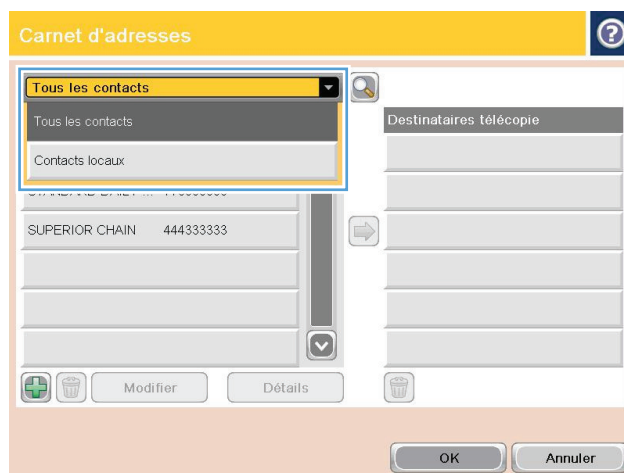 Carnet d'adresses
?
Tous les contacts
Tous les contacts
Destinataires télécopie
Contacts locaux
SUPERIOR CHAIN 444333333
Modifier
Détails
OK
Annuler